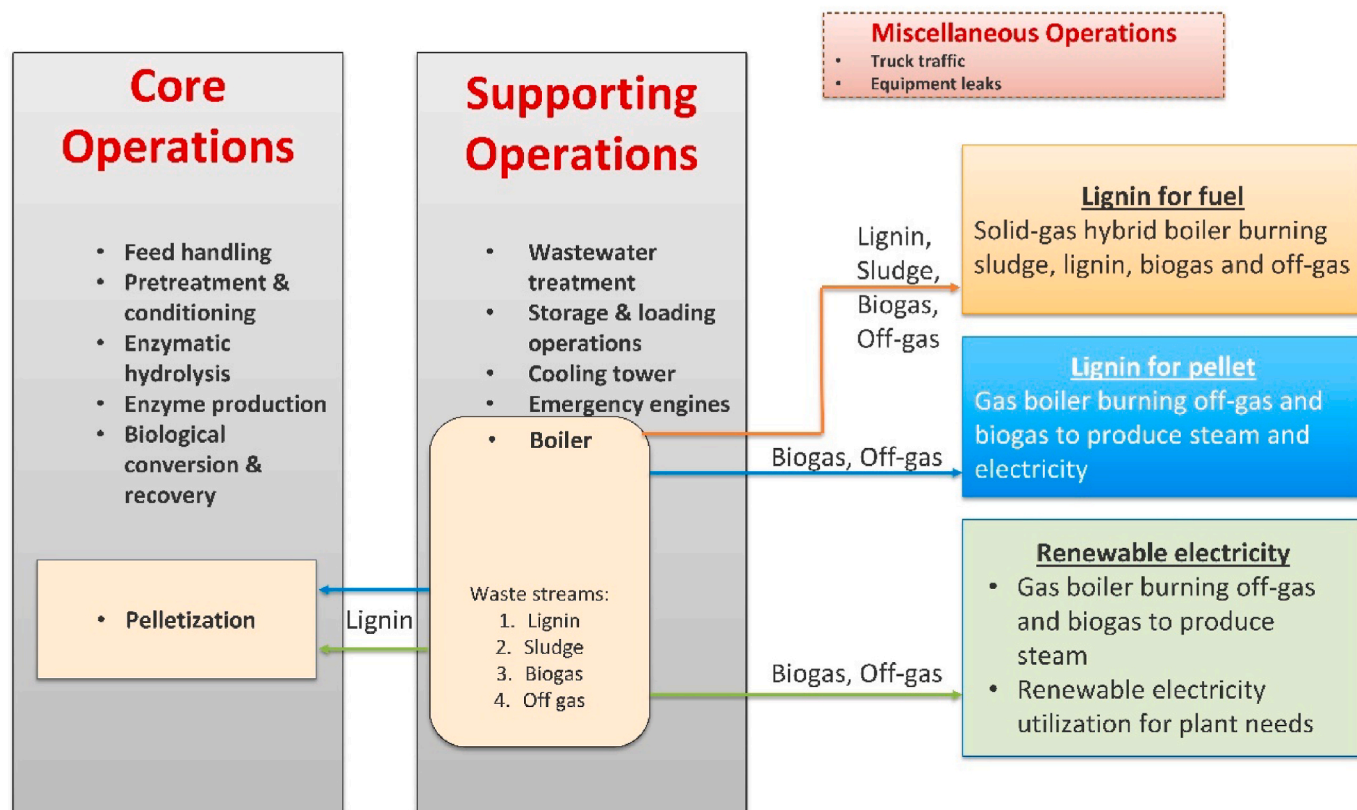 Core
Operations
• Feed handling
• Pretreatment &
conditioning
• Enzymatic
hydrolysis
• Enzyme production
• Biological
conversion &
recovery
• Pelletization
Lignin
Supporting
Operations
• Wastewater
treatment
• Storage & loading
operations
• Cooling tower
• Emergency engines
• Boiler
Waste streams:
1. Lignin
2. Sludge
3. Biogas
4. Off gas
Miscellaneous Operations
• Truck traffic
• Equipment leaks
Lignin,
Sludge,
Biogas,
Off-gas
Lignin for fuel
Solid-gas hybrid boiler burning
sludge, lignin, biogas and off-gas
Biogas, Off-gas
Lignin for pellet
Gas boiler burning off-gas and
biogas to produce steam and
electricity
Biogas, Off-gas
Renewable electricity
• Gas boiler burning off-gas
and biogas to produce
steam
• Renewable electricity
utilization for plant needs